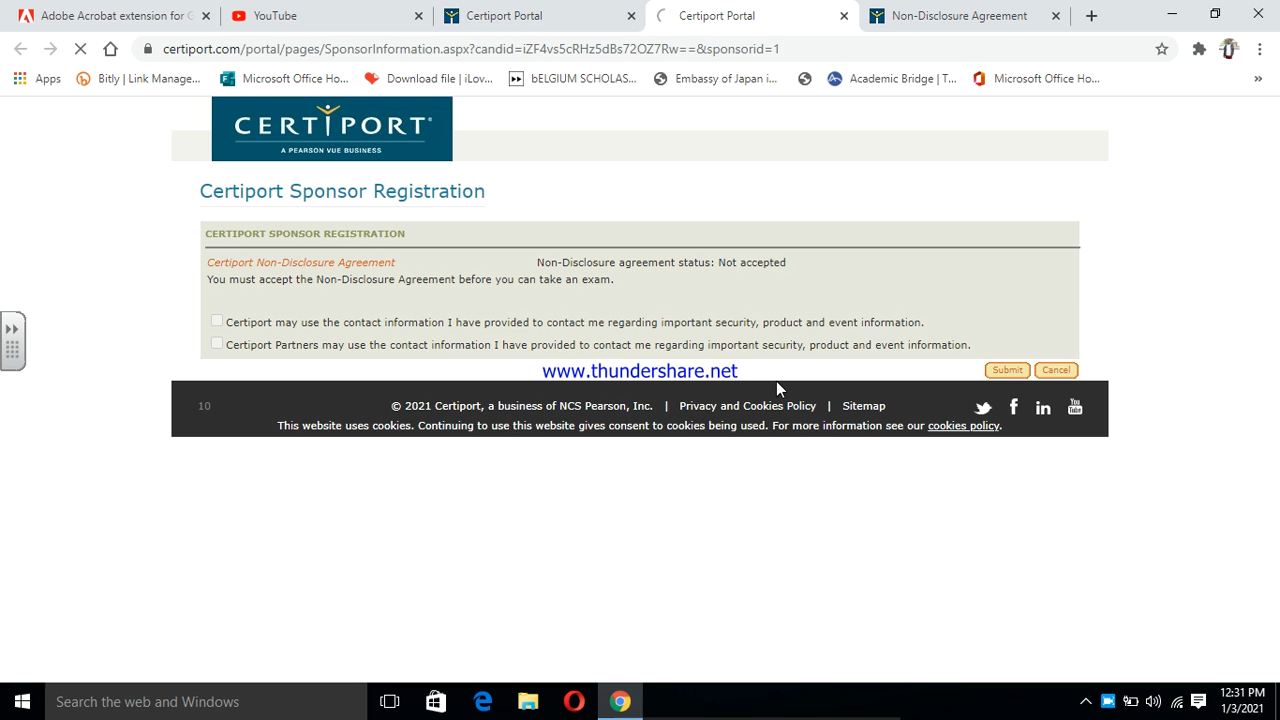 Adobe Acrobat extension for G
YouTube
Certiport Portal
Certiport Portal
Non-Disclosure Agreement
certiport.com/portal/pages/SponsorInformation.aspx?candid=iZF4vs5cRHz5dBs72OZ7Rw==&sponsorid=1
Apps
Bitly | Link Manage...
Microsoft Office Ho...
Download file | iLov...
bELGIUM SCHOLAS...
Embassy of Japan i...
Academic Bridge | T...
Microsoft Office Ho...
CERTIPORT
A PEARSON VUE BUSINESS
Certiport Sponsor Registration
CERTIPORT SPONSOR REGISTRATION
Certiport Non-Disclosure Agreement Non-Disclosure agreement status: Not accepted
You must accept the Non-Disclosure Agreement before you can take an exam.
Certiport may use the contact information I have provided to contact me regarding important security, product and event information.
Certiport Partners may use the contact information I have provided to contact me regarding important security, product and event information.
www.thundershare.net
Submit Cancel
10 © 2021 Certiport, a business of NCS Pearson, Inc. | Privacy and Cookies Policy | Sitemap
This website uses cookies. Continuing to use this website gives consent to cookies being used. For more information see our cookies policy.
Search the web and Windows
12:31 PM
1/3/2021